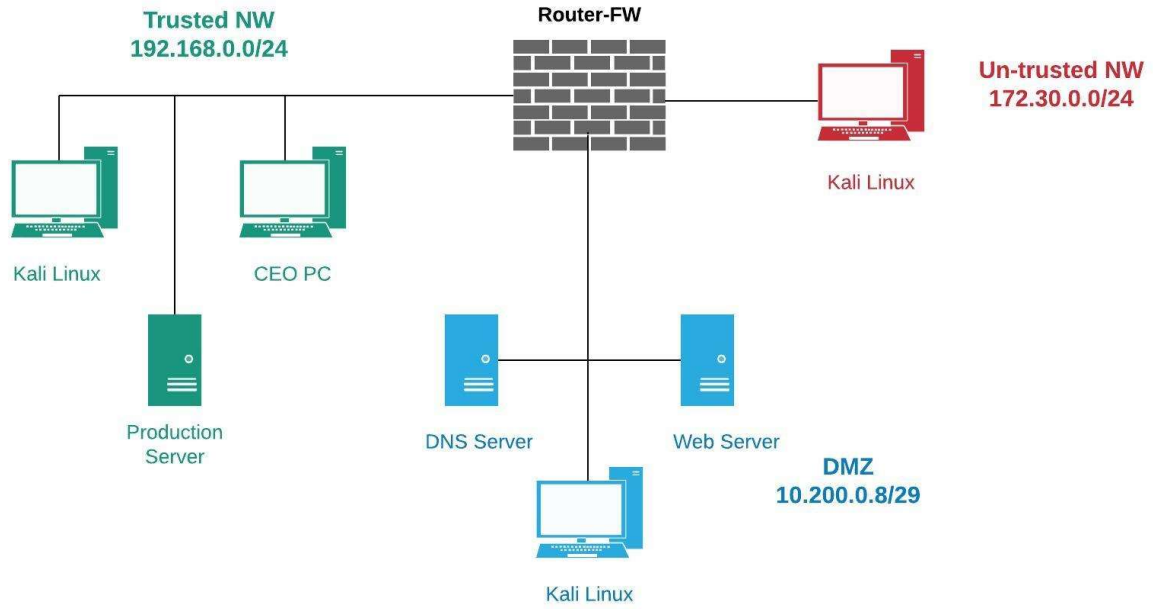 Trusted NW
192.168.0.0/24
Router-FW
Un-trusted NW
172.30.0.0/24
Kali Linux
Kali Linux
CEO PC
Production
Server
DNS Server
Web Server
DMZ
10.200.0.8/29
Kali Linux